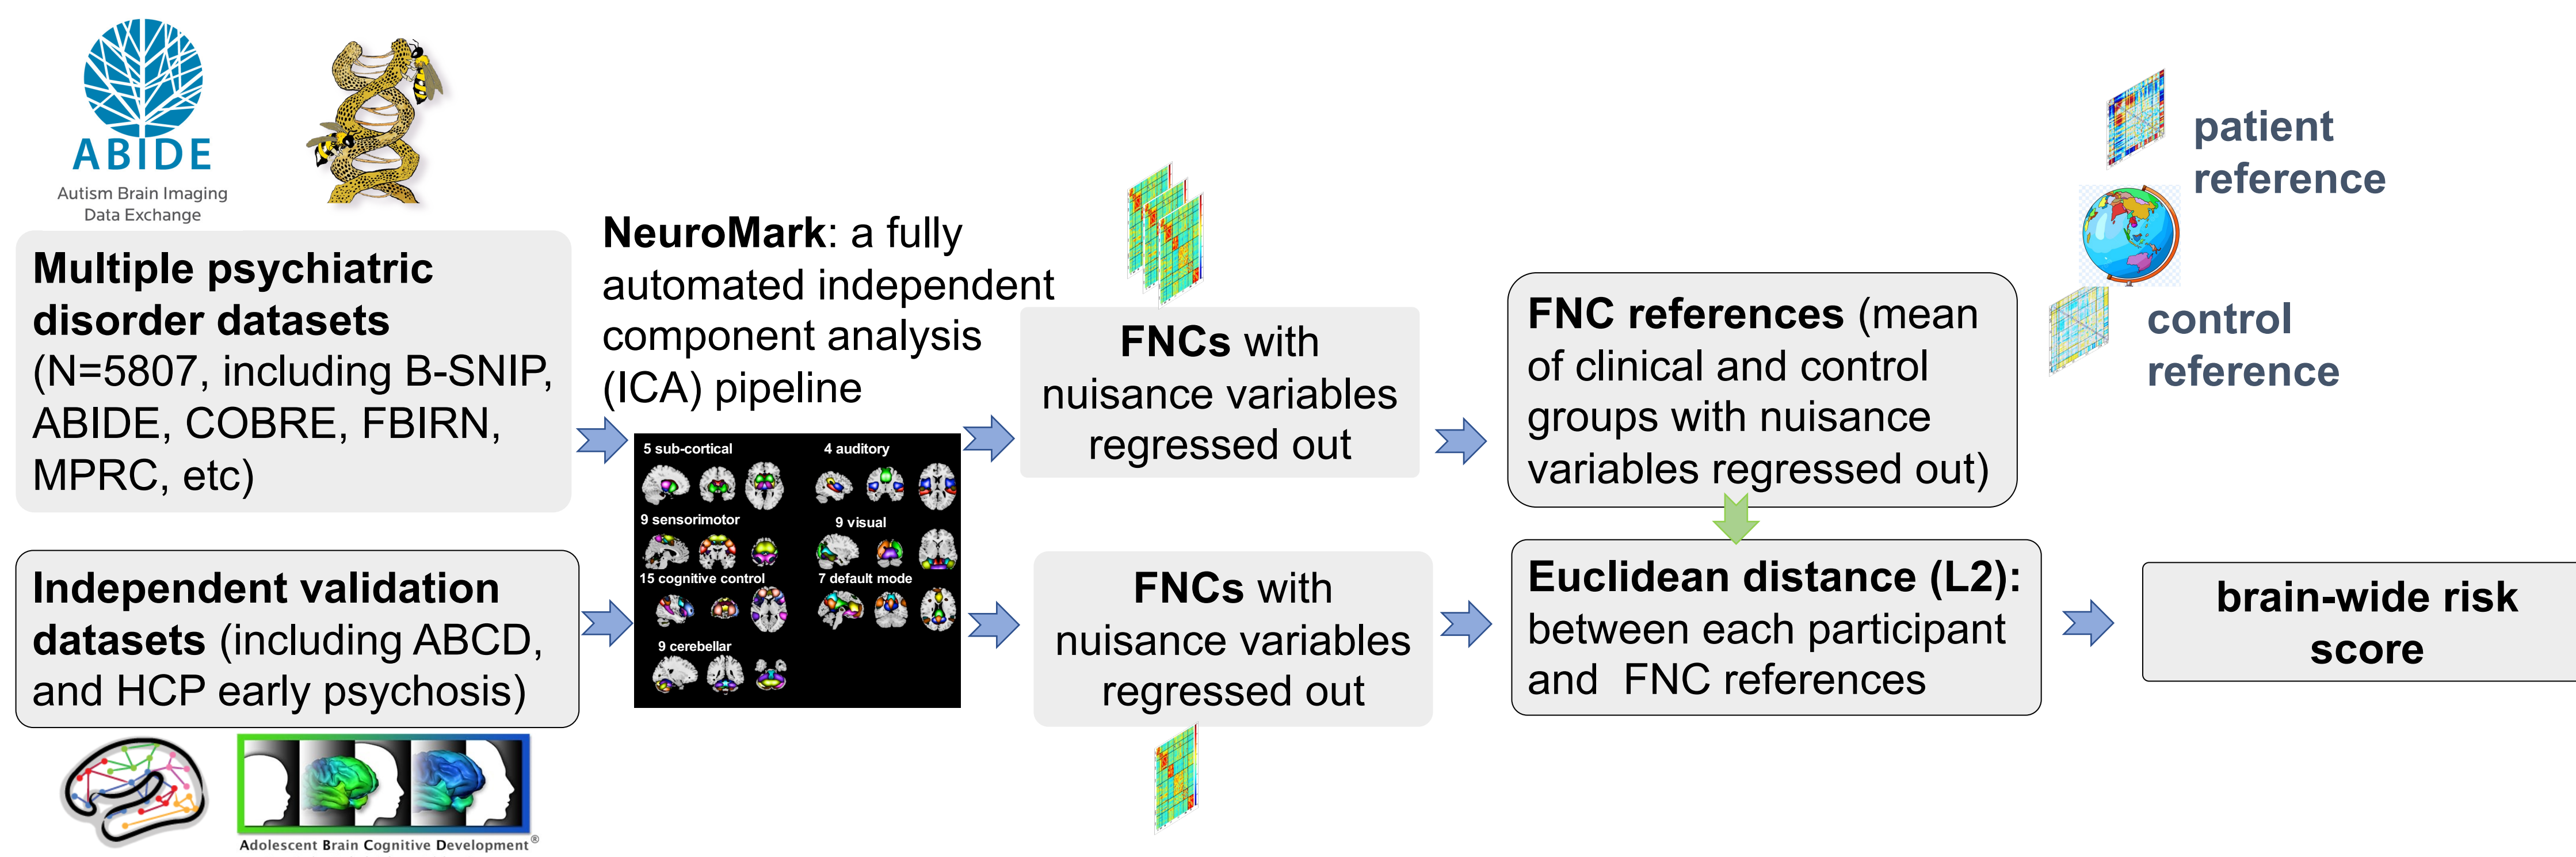 ABIDE
Autism Brain Imaging
Data Exchange
Multiple psychiatric
disorder datasets
(N=5807, including B-SNIP,
ABIDE, COBRE, FBIRN,
MPRC, etc)
Independent validation
datasets (including ABCD,
and HCP early psychosis)
Adolescent Brain Cognitive Development®
NeuroMark: a fully
automated independent
component analysis
(ICA) pipeline
5 sub-cortical
4 auditory
9 sensorimotor
9 visual
15 cognitive control
7 default mode
9 cerebellar
FNCs with
nuisance variables
regressed out
FNCs with
nuisance variables
regressed out
FNC references (mean
of clinical and control
groups with nuisance
variables regressed out)
Euclidean distance (L2):
between each participant
and FNC references
patient
reference
control
reference
brain-wide risk
score